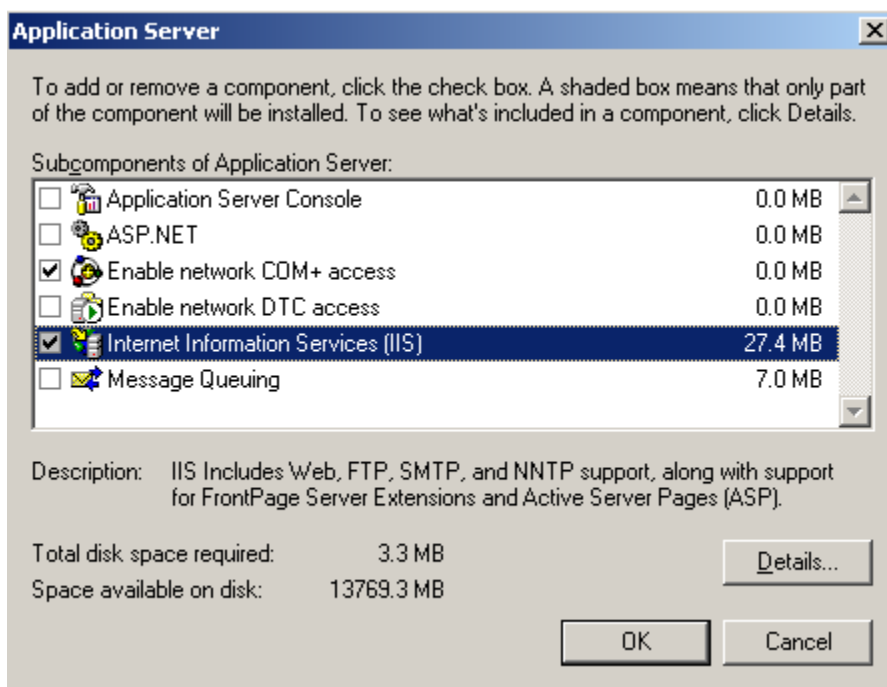 Application Server
To add or remove a component, click the check box. A shaded box means that only part
of the component will be installed. To see what's included in a component, click Details.
Subcomponents of Application Server:
Application Server Console 0.0 MB
ASP.NET 0.0 MB
Enable network COM+ access 0.0 MB
Enable network DTC access 0.0 MB
Internet Information Services (IIS) 27.4 MB
Message Queuing 7.0 MB
Description: IIS Includes Web, FTP, SMTP, and NNTP support, along with support
for FrontPage Server Extensions and Active Server Pages (ASP).
Total disk space required: 3.3 MB
Details...
Space available on disk: 13769.3 MB
OK Cancel